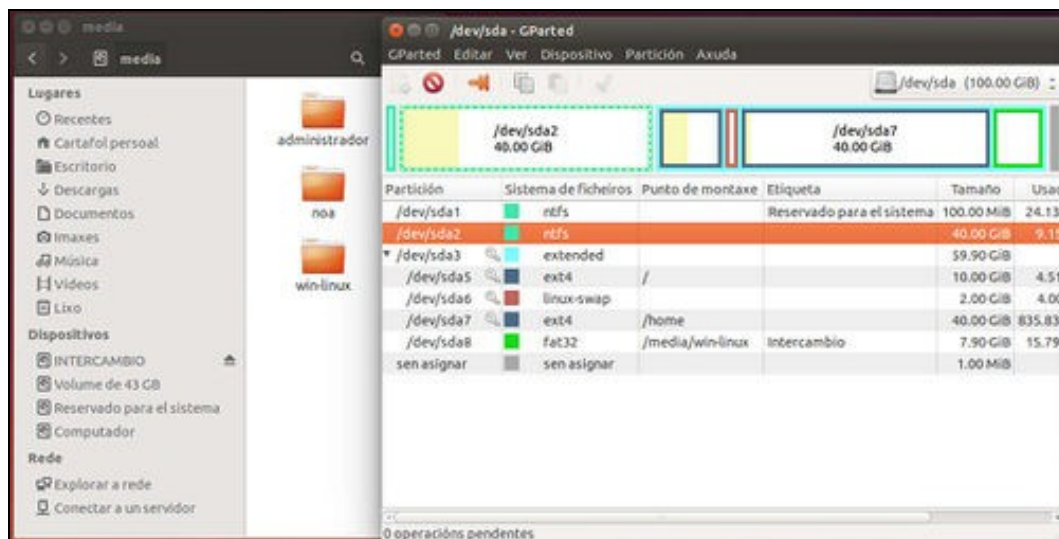 media
/dev/sda - GParted
media
GParted Editar Ver Dispositivo Partición Axuda
/dev/sda (100.00 GiB)
Lugares
Recentes
Cartafol persoal
Escritorio
Descargas
Documentos
Imaxes
Música
Vídeos
Lixo
Dispositivos
INTERCAMBIO
Volume de 43 GB
Reservado para el sistema
Computador
Rede
Explorar a rede
Conectar a un servidor
administrador
noa
win-linux
/dev/sda2
40.00 GiB
/dev/sda7
40.00 GiB
Partición Sistema de ficheiros Punto de montaxe Etiqueta Tamaño Usad
/dev/sda1 ntfs Reservado para el sistema 100.00 MiB 24.13
/dev/sda2 ntfs 40.00 GiB 9.15
/dev/sda3 extended 59.90 GiB
/dev/sda5 ext4 / 10.00 GiB 4.51
/dev/sda6 linux-swap 2.00 GiB 4.00
/dev/sda7 ext4 /home 40.00 GiB 835.83
/dev/sda8 fat32 /media/win-linux Intercambio 7.90 GiB 15.79
sen asignar sen asignar 1.00 MiB
0 operacións pendentes